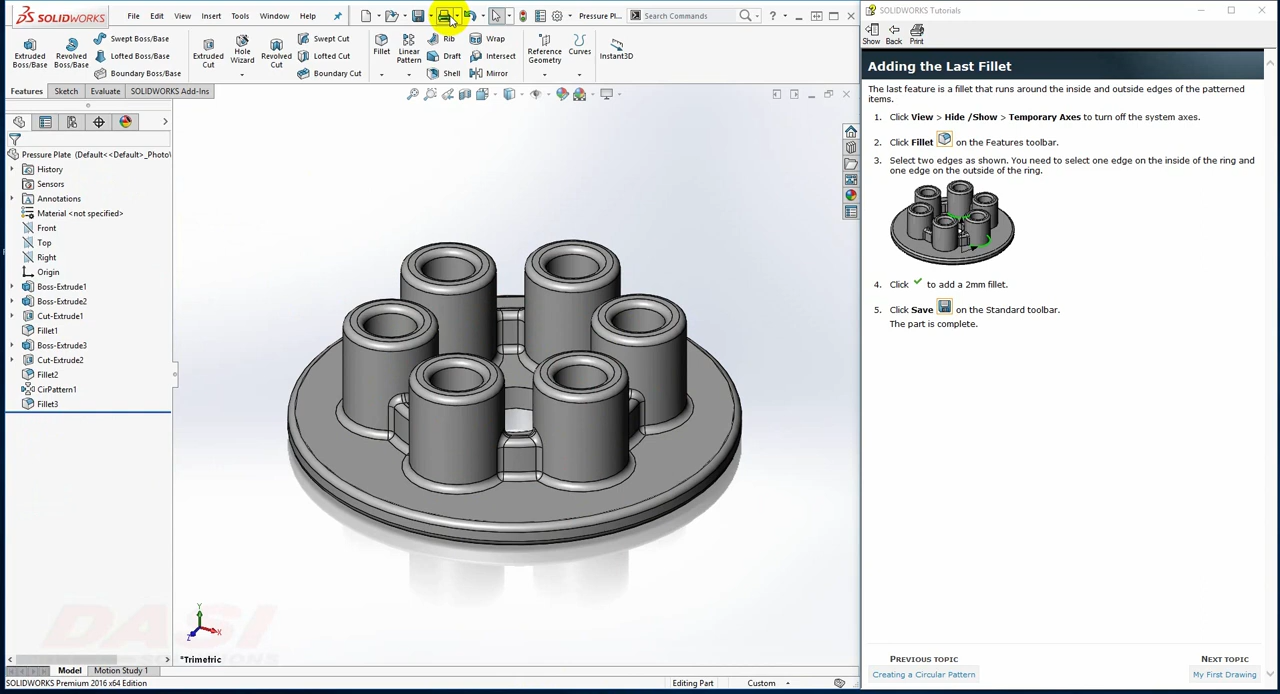 SOLIDWORKS File Edit View Insert Tools Window Help Pressure Pl... Search Commands
Extruded Boss/Base
Revolved Boss/Base
Swept Boss/Base
Lofted Boss/Base
Boundary Boss/Base
Extruded Cut
Hole Wizard
Revolved Cut
Swept Cut
Lofted Cut
Boundary Cut
Fillet
Linear Pattern
Rib
Draft
Shell
Wrap
Intersect
Mirror
Reference Geometry
Curves
Instant3D
Features Sketch Evaluate SOLIDWORKS Add-Ins
Pressure Plate (Default<<Default>_Photo\
History
Sensors
Annotations
Material <not specified>
Front
Top
Right
Origin
Boss-Extrude1
Boss-Extrude2
Cut-Extrude1
Fillet1
Boss-Extrude3
Cut-Extrude2
Fillet2
CirPattern1
Fillet3
Y
X
Z
*Trimetric
DASI
SOLUTIONS
Model Motion Study 1
SOLIDWORKS Premium 2016 x64 Edition Editing Part Custom
SOLIDWORKS Tutorials
Show Back Print
Adding the Last Fillet
The last feature is a fillet that runs around the inside and outside edges of the patterned
items.
1. Click View > Hide /Show > Temporary Axes to turn off the system axes.
2. Click Fillet on the Features toolbar.
3. Select two edges as shown. You need to select one edge on the inside of the ring and
one edge on the outside of the ring.
4. Click to add a 2mm fillet.
5. Click Save on the Standard toolbar.
The part is complete.
PREVIOUS TOPIC
Creating a Circular Pattern
NEXT TOPIC
My First Drawing